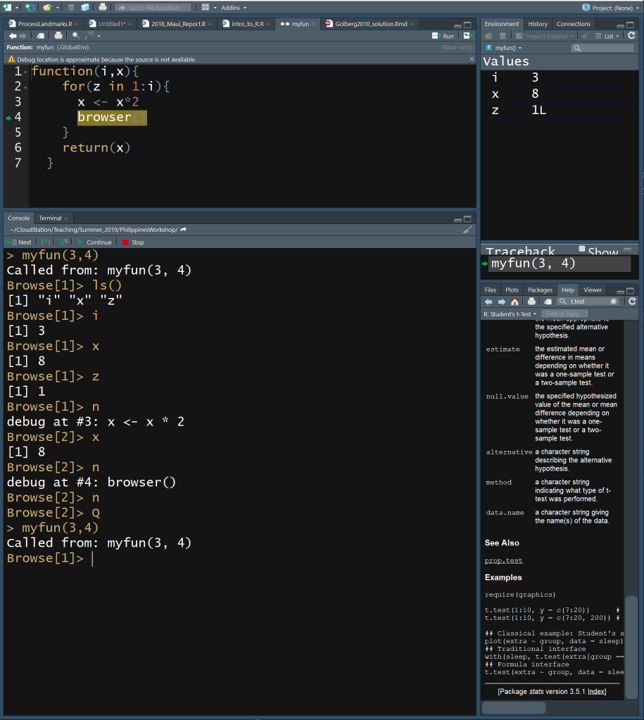 Go to file/function
Addins
Project: (None)
ProcessLandmarks.R
Untitled1*
2018_Maui_Report.R
intro_to_R.R
myfun
Golberg2010_solution.Rmd
Run
Function: myfun (.GlobalEnv)
(Read-only)
Debug location is approximate because the source is not available.
1 function(i,x){
2 for(z in 1:i){
3 x <- x*2
4 browser()
5 }
6 return(x)
7 }
Console Terminal
~/CloudStation/Teaching/Summer_2019/PhilippinesWorkshop/
Next Continue Stop
> myfun(3,4)
Called from: myfun(3, 4)
Browse[1]> ls()
[1] "i" "x" "z"
Browse[1]> i
[1] 3
Browse[1]> x
[1] 8
Browse[1]> z
[1] 1
Browse[1]> n
debug at #3: x <- x * 2
Browse[2]> x
[1] 8
Browse[2]> n
debug at #4: browser()
Browse[2]> n
Browse[2]> Q
> myfun(3,4)
Called from: myfun(3, 4)
Browse[1]>
Environment History Connections
Import Dataset List
myfun()
Values
i 3
x 8
z 1L
Traceback Show
myfun(3, 4)
Files Plots Packages Help Viewer
t.test
R: Student's t-Test Find in Topic
the specified alternative
hypothesis.
estimate the estimated mean or
difference in means
depending on whether it
was a one-sample test or
a two-sample test.
null.value the specified hypothesized
value of the mean or mean
difference depending on
whether it was a one-
sample test or a two-
sample test.
alternative a character string
describing the alternative
hypothesis.
method a character string
indicating what type of t-
test was performed.
data.name a character string giving
the name(s) of the data.
See Also
prop.test
Examples
require(graphics)
t.test(1:10, y = c(7:20)) #
t.test(1:10, y = c(7:20, 200)) #
## Classical example: Student's s
plot(extra ~ group, data = sleep)
## Traditional interface
with(sleep, t.test(extra[group ==
## Formula interface
t.test(extra ~ group, data = slee
[Package stats version 3.5.1 Index]